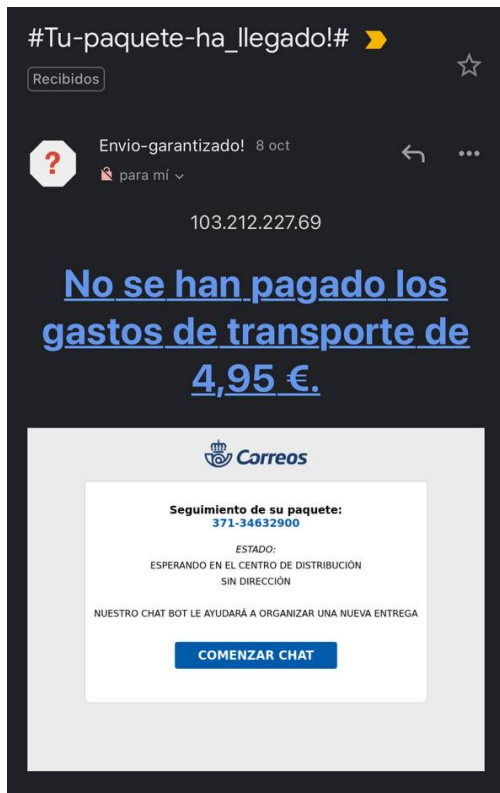 #Tu-paquete-ha_llegado!#
Recibidos
?
Envio-garantizado! 8 oct
para mí
103.212.227.69
No se han pagado los
gastos de transporte de
4,95 €.
Correos
Seguimiento de su paquete:
371-34632900
ESTADO:
ESPERANDO EN EL CENTRO DE DISTRIBUCIÓN
SIN DIRECCIÓN
NUESTRO CHAT BOT LE AYUDARÁ A ORGANIZAR UNA NUEVA ENTREGA
COMENZAR CHAT